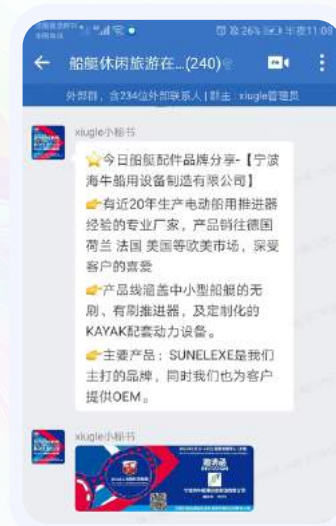 26%
半夜11:08
船艇休闲旅游在...(240)
外部群，含234位外部联系人 | 群主：xiugle管理员
xiugle小秘书
今日船艇配件品牌分享-【宁波
海牛船用设备制造有限公司】
有近20年生产电动船用推进器
经验的专业厂家，产品销往德国
荷兰 法国 美国等欧美市场，深受
客户的喜爱
产品线涵盖中小型船艇的无
刷、有刷推进器，及定制化的
KAYAK配套动力设备。
主要产品：SUNELEXE是我们
主打的品牌，同时我们也为客户
提供OEM。
xiugle小秘书
邀请函